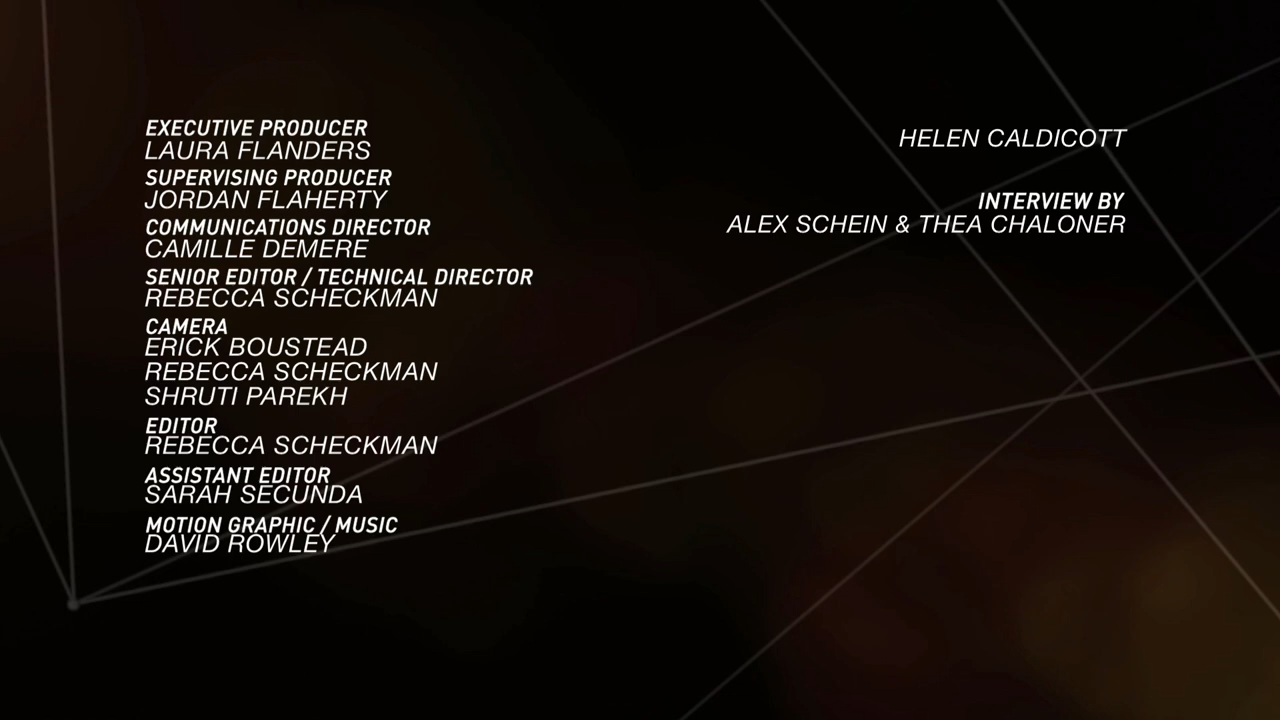 EXECUTIVE PRODUCER
LAURA FLANDERS
SUPERVISING PRODUCER
JORDAN FLAHERTY
COMMUNICATIONS DIRECTOR
CAMILLE DEMERE
SENIOR EDITOR / TECHNICAL DIRECTOR
REBECCA SCHECKMAN
CAMERA
ERICK BOUSTEAD
REBECCA SCHECKMAN
SHRUTI PAREKH
EDITOR
REBECCA SCHECKMAN
ASSISTANT EDITOR
SARAH SECUNDA
MOTION GRAPHIC / MUSIC
DAVID ROWLEY
HELEN CALDICOTT
INTERVIEW BY
ALEX SCHEIN & THEA CHALONER